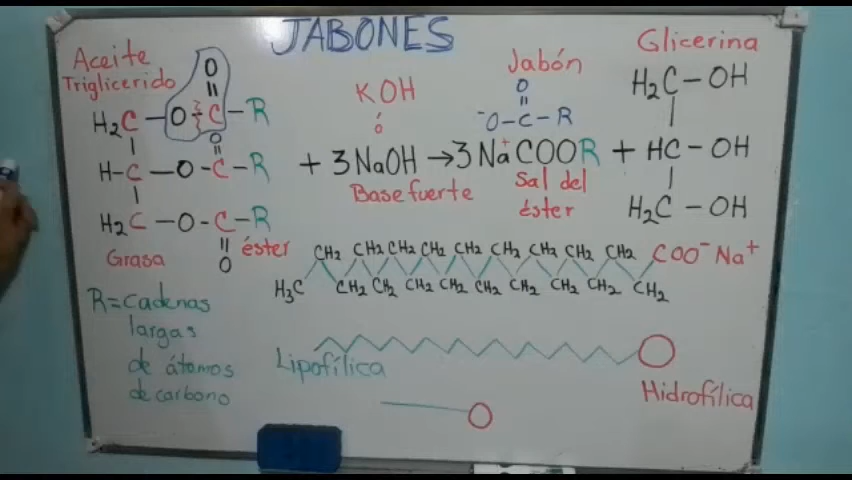 JABONES
Aceite
Triglicerido
O
||
H₂C – O – C – R
|
O
||
H-C – O – C – R
|
H₂C – O – C – R
||
O
Grasa
éster
+ 3NaOH → 3 Na⁺COOR +
KOH
ó
Base fuerte
Jabón
O
||
⁻O – C – R
Sal del
éster
Glicerina
H₂C – OH
|
HC – OH
|
H₂C – OH
CH₂ CH₂ CH₂ CH₂ CH₂ CH₂ CH₂ CH₂ CH₂ COO⁻ Na⁺
H₃C CH₂ CH₂ CH₂ CH₂ CH₂ CH₂ CH₂ CH₂ CH₂
R=cadenas
largas
de átomos
de carbono
Lipofílica
Hidrofílica